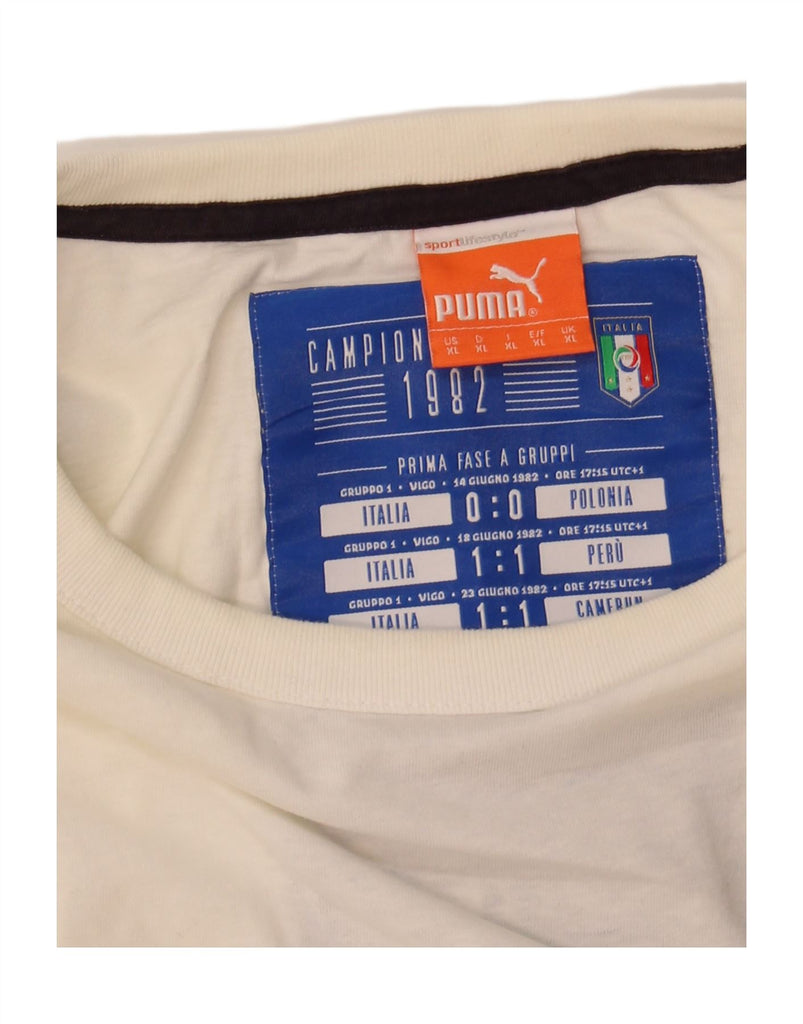 sportlifestyle
PUMA®
US D I E/F UK
XL XL XL XL XL
ITALIA
CAMPION
1982
PRIMA FASE A GRUPPI
GRUPPO 1 • VIGO • 14 GIUGNO 1982 • ORE 17:15 UTC+1
ITALIA 0:0 POLONIA
GRUPPO 1 • VIGO • 18 GIUGNO 1982 • ORE 17:15 UTC+1
ITALIA 1:1 PERÙ
GRUPPO 1 • VIGO • 23 GIUGNO 1982 • ORE 17:15 UTC+1
ITALIA 1:1 CAMERUN